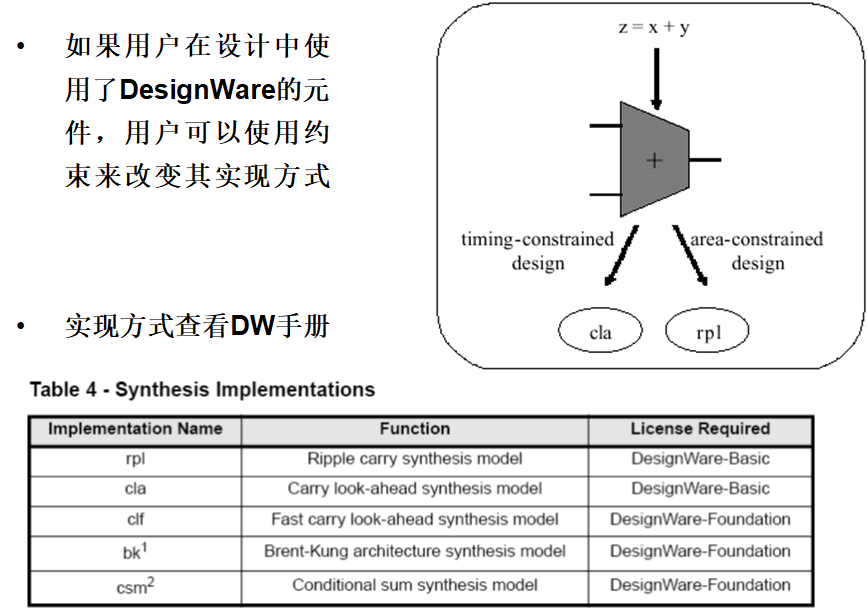 • 如果用户在设计中使
用了DesignWare的元
件，用户可以使用约
束来改变其实现方式
z = x + y
+
timing-constrained
design
area-constrained
design
cla
rpl
• 实现方式查看DW手册
Table 4 - Synthesis Implementations
Implementation Name Function License Required
rpl Ripple carry synthesis model DesignWare-Basic
cla Carry look-ahead synthesis model DesignWare-Basic
clf Fast carry look-ahead synthesis model DesignWare-Foundation
bk1 Brent-Kung architecture synthesis model DesignWare-Foundation
csm2 Conditional sum synthesis model DesignWare-Foundation